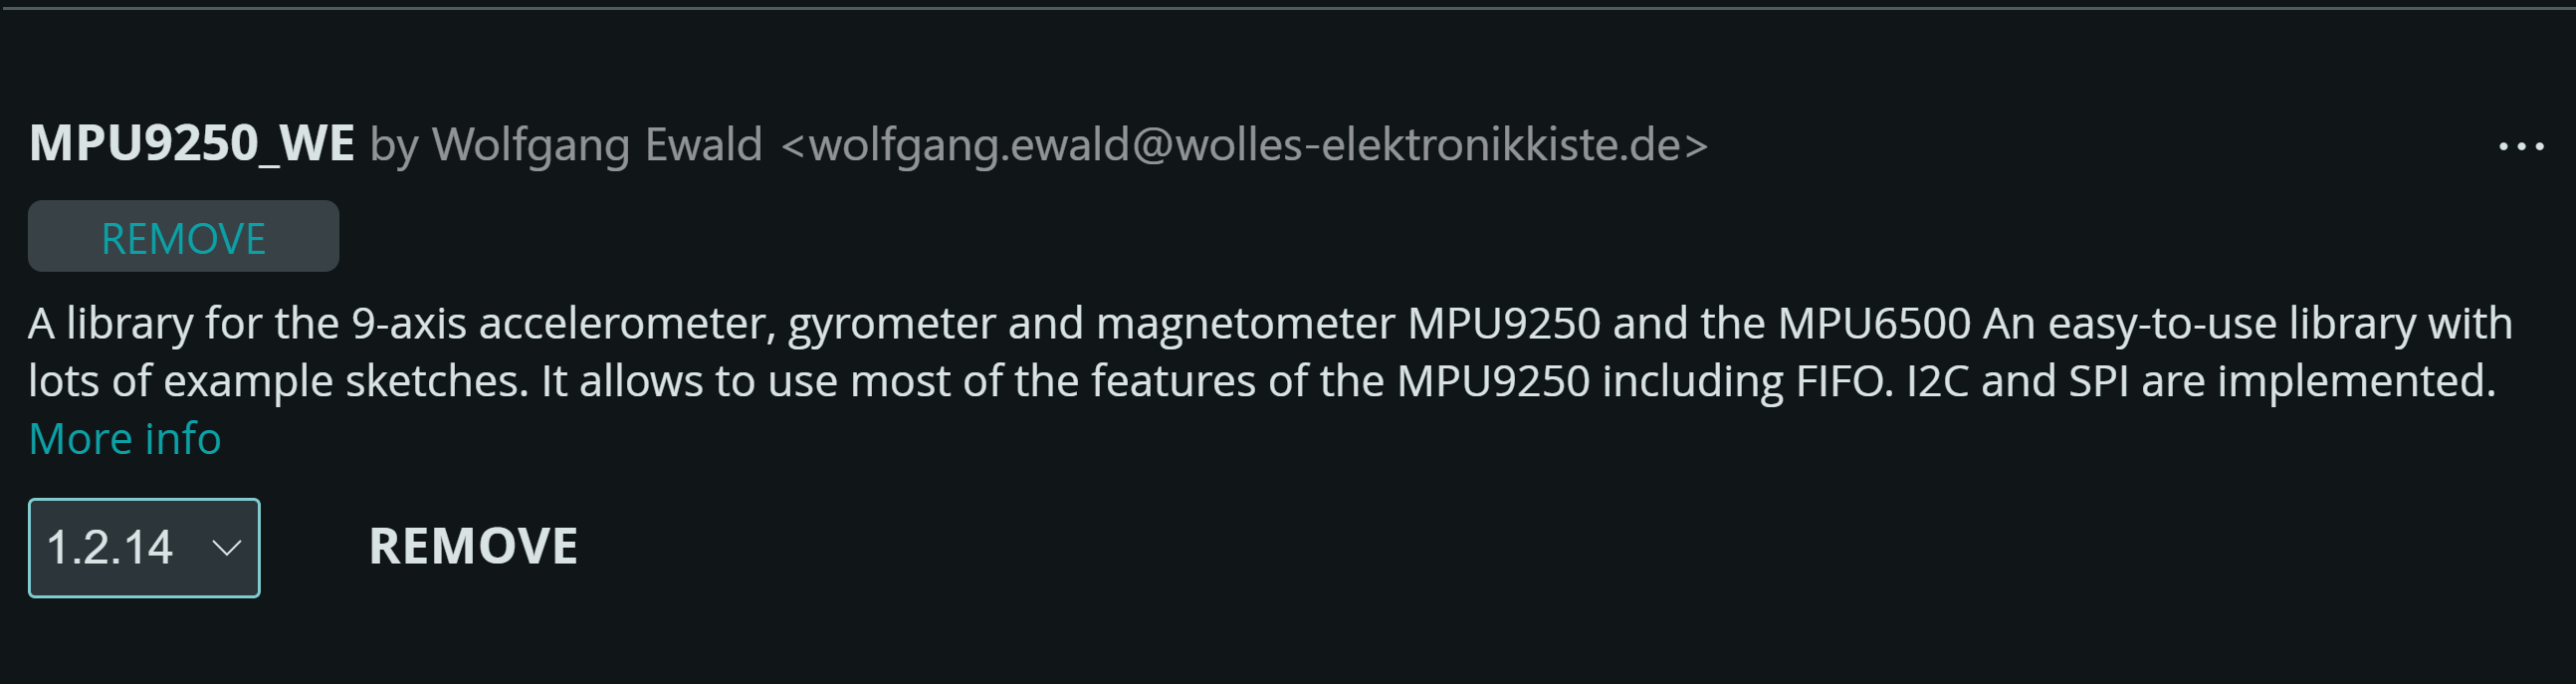 MPU9250_WE by Wolfgang Ewald <wolfgang.ewald@wolles-elektronikkiste.de>
REMOVE
A library for the 9-axis accelerometer, gyrometer and magnetometer MPU9250 and the MPU6500 An easy-to-use library with
lots of example sketches. It allows to use most of the features of the MPU9250 including FIFO. I2C and SPI are implemented.
More info
1.2.14 REMOVE